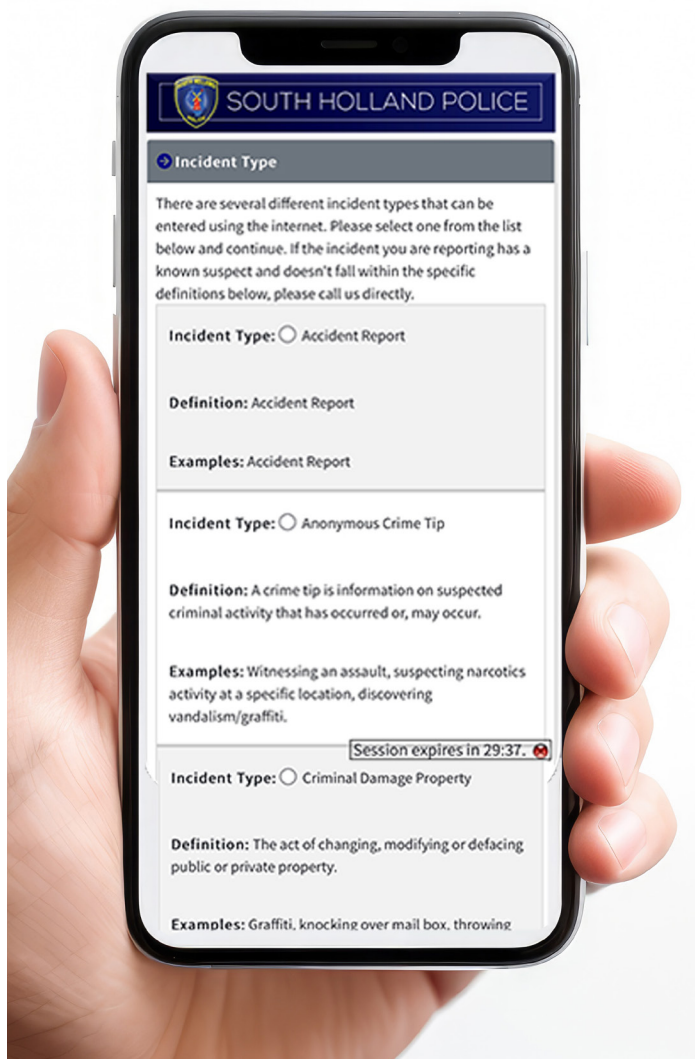 SOUTH HOLLAND POLICE
Incident Type
There are several different incident types that can be
entered using the internet. Please select one from the list
below and continue. If the incident you are reporting has a
known suspect and doesn't fall within the specific
definitions below, please call us directly.
Incident Type: Accident Report
Definition: Accident Report
Examples: Accident Report
Incident Type: Anonymous Crime Tip
Definition: A crime tip is information on suspected
criminal activity that has occurred or, may occur.
Examples: Witnessing an assault, suspecting narcotics
activity at a specific location, discovering
vandalism/graffiti.
Session expires in 29:37.
Incident Type: Criminal Damage Property
Definition: The act of changing, modifying or defacing
public or private property.
Examples: Graffiti, knocking over mail box, throwing